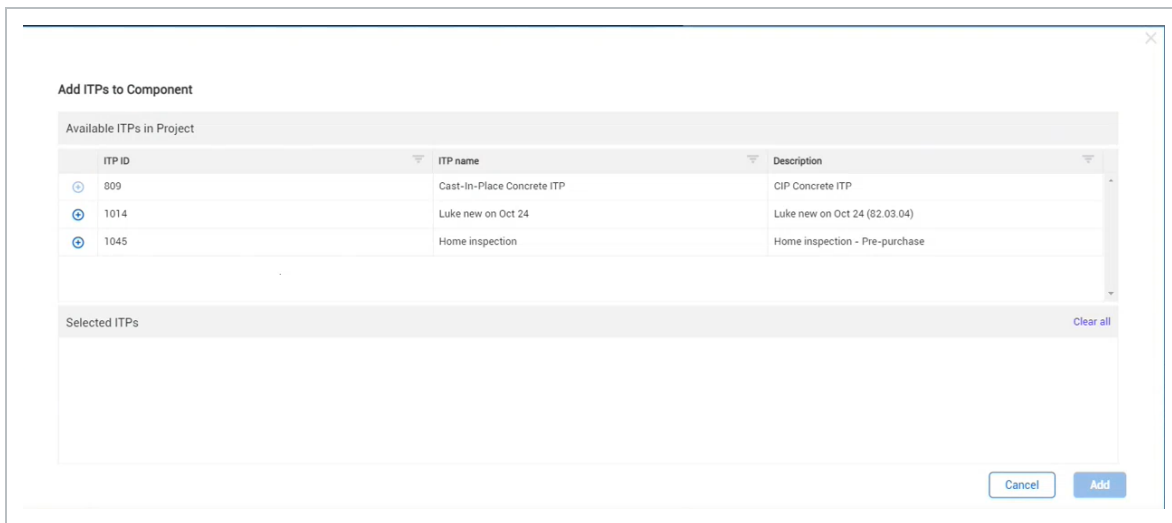 Add ITPs to Component
Available ITPs in Project
ITP ID ITP name Description
809 Cast-In-Place Concrete ITP CIP Concrete ITP
1014 Luke new on Oct 24 Luke new on Oct 24 (82.03.04)
1045 Home inspection Home inspection - Pre-purchase
Selected ITPs Clear all
Cancel Add